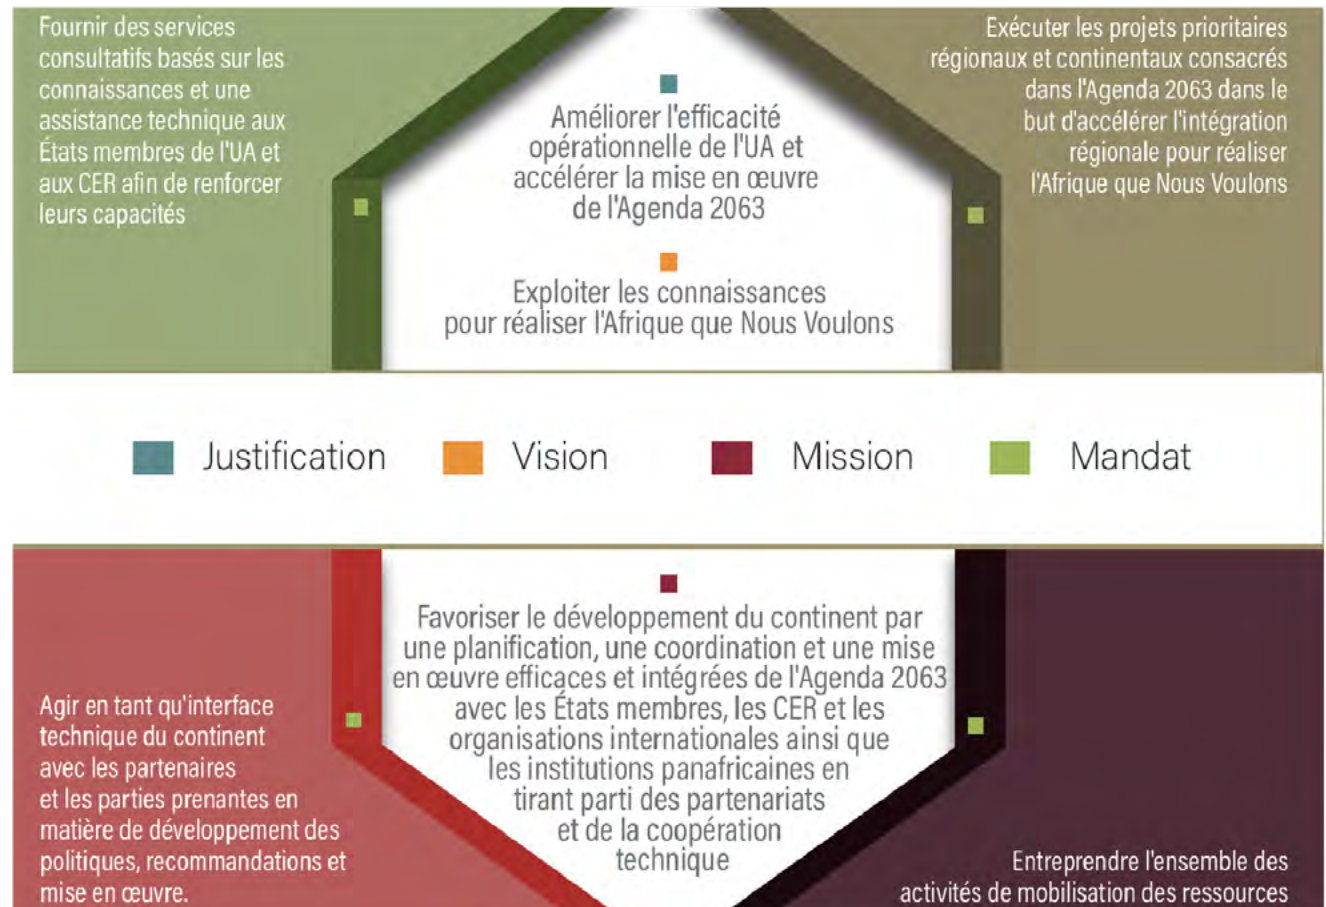 Fournir des services
consultatifs basés sur les
connaissances et une
assistance technique aux
États membres de l'UA et
aux CER afin de renforcer
leurs capacités
Améliorer l'efficacité
opérationnelle de l'UA et
accélérer la mise en œuvre
de l'Agenda 2063
Exploiter les connaissances
pour réaliser l'Afrique que Nous Voulons
Exécuter les projets prioritaires
régionaux et continentaux consacrés
dans l'Agenda 2063 dans le
but d'accélérer l'intégration
régionale pour réaliser
l'Afrique que Nous Voulons
Justification
Vision
Mission
Mandat
Agir en tant qu'interface
technique du continent
avec les partenaires
et les parties prenantes en
matière de développement des
politiques, recommandations et
mise en œuvre.
Favoriser le développement du continent par
une planification, une coordination et une mise
en œuvre efficaces et intégrées de l'Agenda 2063
avec les États membres, les CER et les
organisations internationales ainsi que
les institutions panafricaines en
tirant parti des partenariats
et de la coopération
technique
Entreprendre l'ensemble des
activités de mobilisation des ressources